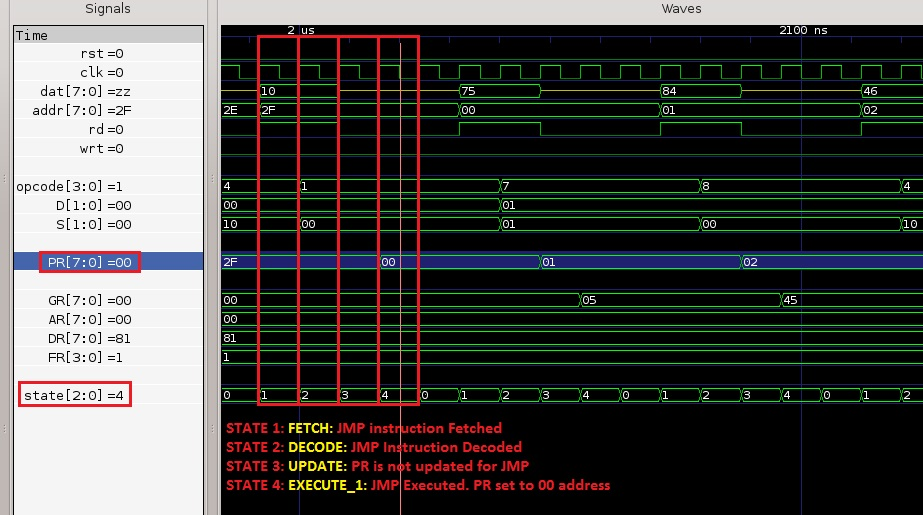 Signals Waves
Time 2 us 2100 ns
rst=0
clk=0
dat[7:0]=zz 10 75 84 46
addr[7:0]=2F 2E 2F 00 01 02
rd=0
wrt=0
opcode[3:0]=1 4 1 7 8 4
D[1:0]=00 00 01
S[1:0]=00 10 00 01 00 10
PR[7:0]=00 2F 00 01 02
GR[7:0]=00 00 05 45
AR[7:0]=00 00
DR[7:0]=81 81
FR[3:0]=1 1
state[2:0]=4 0 1 2 3 4 0 1 2 3 4 0 1 2 3 4 0 1 2
STATE 1: FETCH: JMP instruction Fetched
STATE 2: DECODE: JMP Instruction Decoded
STATE 3: UPDATE: PR is not updated for JMP
STATE 4: EXECUTE_1: JMP Executed. PR set to 00 address